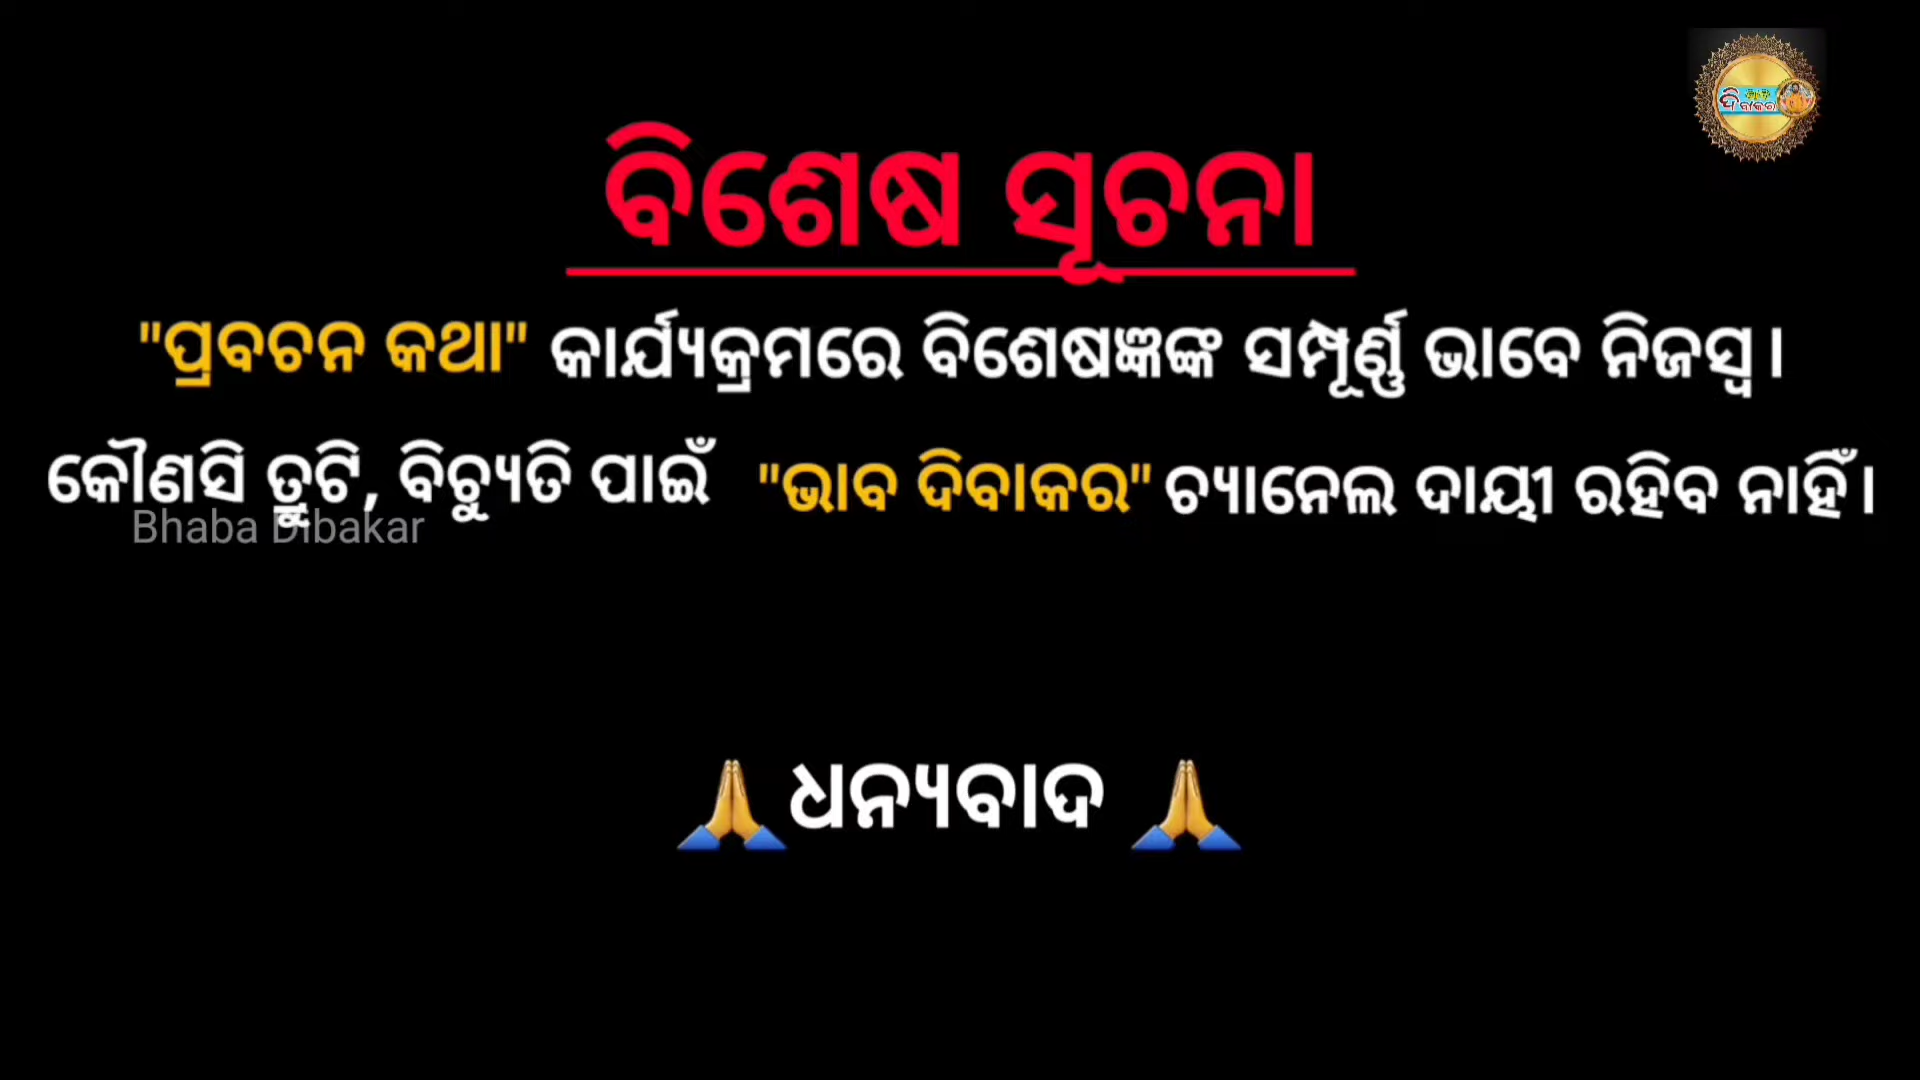 ବିଶେଷ ସୂଚନା
"ପ୍ରବଚନ କଥା" କାର୍ଯ୍ୟକ୍ରମରେ ବିଶେଷଜ୍ଞଙ୍କ ସମ୍ପୂର୍ଣ୍ଣ ଭାବେ ନିଜସ୍ୱ।
କୌଣସି ତ୍ରୁଟି, ବିଚ୍ୟୁତି ପାଇଁ "ଭାବ ଦିବାକର" ଚ୍ୟାନେଲ ଦାୟୀ ରହିବ ନାହିଁ।
Bhaba Dibakar
🙏ଧନ୍ୟବାଦ 🙏